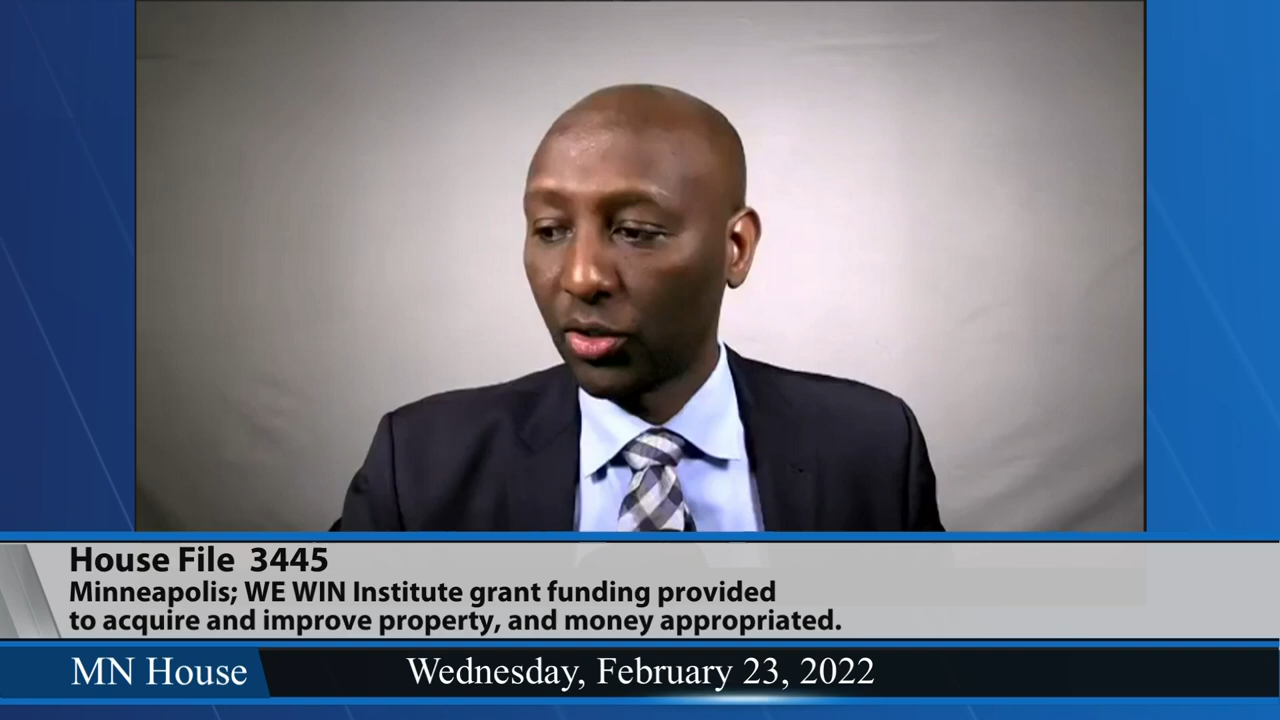 House File 3445
Minneapolis; WE WIN Institute grant funding provided
to acquire and improve property, and money appropriated.
MN House
Wednesday, February 23, 2022